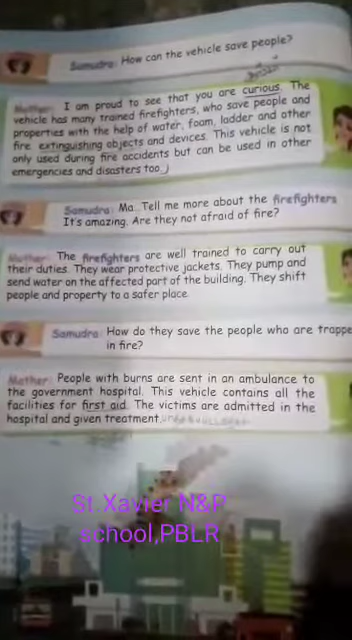 Samudra: How can the vehicle save people?
Mother: I am proud to see that you are curious. The
vehicle has many trained firefighters, who save people and
properties with the help of water, foam, ladder and other
fire extinguishing objects and devices. This vehicle is not
only used during fire accidents but can be used in other
emergencies and disasters too.
Samudra: Ma. Tell me more about the firefighters
It's amazing. Are they not afraid of fire?
Mother: The firefighters are well trained to carry out
their duties. They wear protective jackets. They pump and
send water on the affected part of the building. They shift
people and property to a safer place.
Samudra: How do they save the people who are trappe
in fire?
Mother: People with burns are sent in an ambulance to
the government hospital. This vehicle contains all the
facilities for first aid. The victims are admitted in the
hospital and given treatment.
St.Xavier N&P
school,PBLR